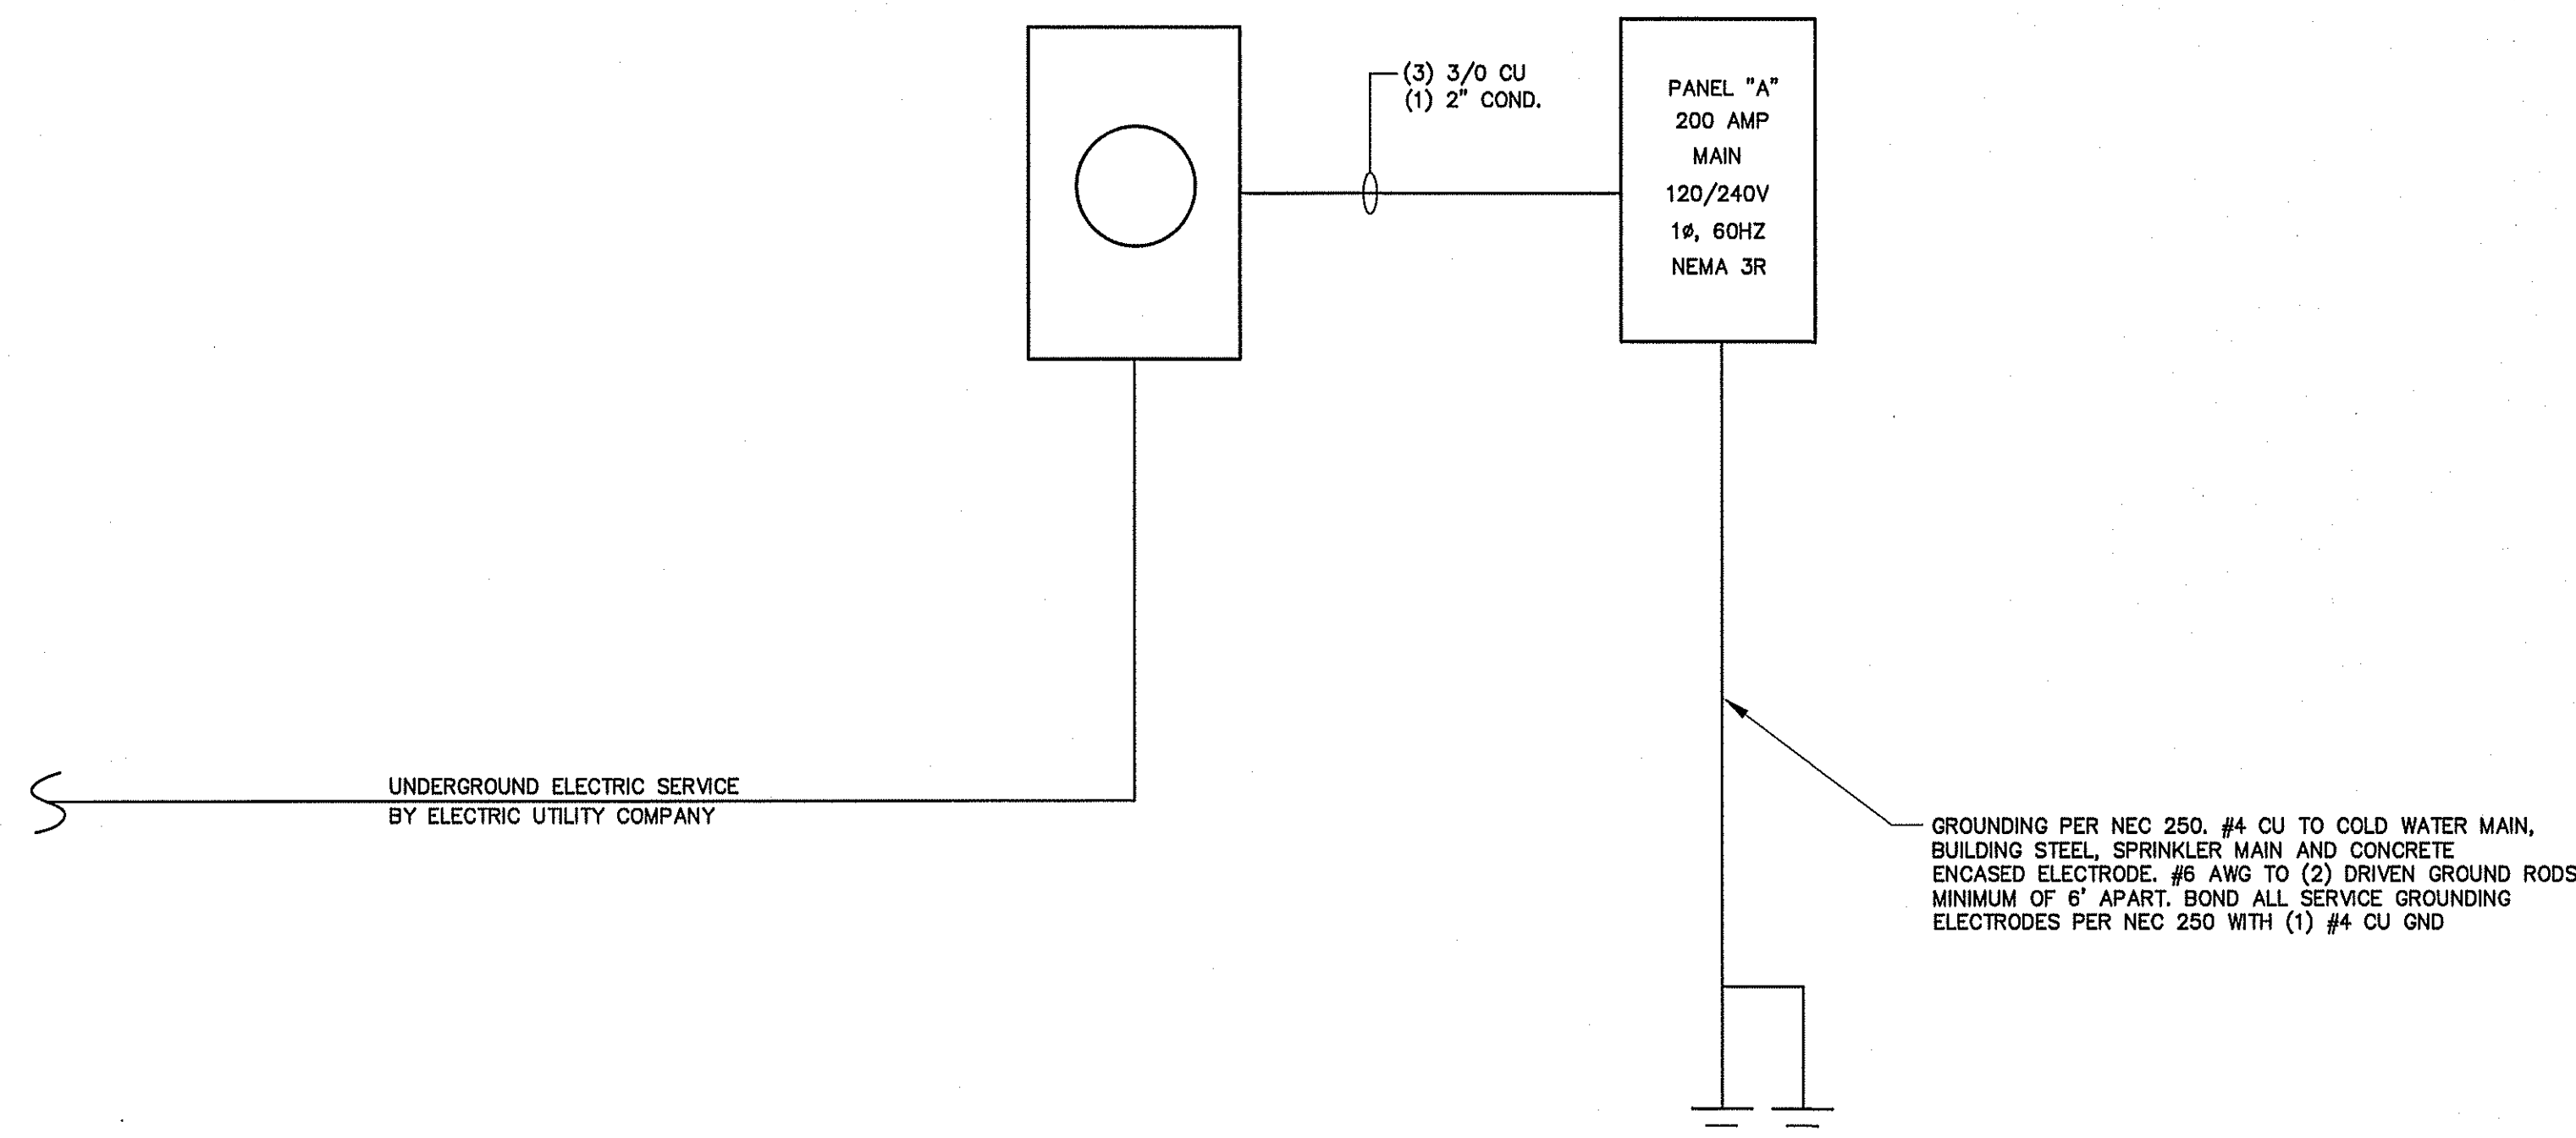 (3) 3/0 CU
(1) 2" COND.
PANEL "A"
200 AMP
MAIN
120/240V
1ø, 60HZ
NEMA 3R
UNDERGROUND ELECTRIC SERVICE
BY ELECTRIC UTILITY COMPANY
GROUNDING PER NEC 250. #4 CU TO COLD WATER MAIN,
BUILDING STEEL, SPRINKLER MAIN AND CONCRETE
ENCASED ELECTRODE. #6 AWG TO (2) DRIVEN GROUND RODS
MINIMUM OF 6' APART. BOND ALL SERVICE GROUNDING
ELECTRODES PER NEC 250 WITH (1) #4 CU GND